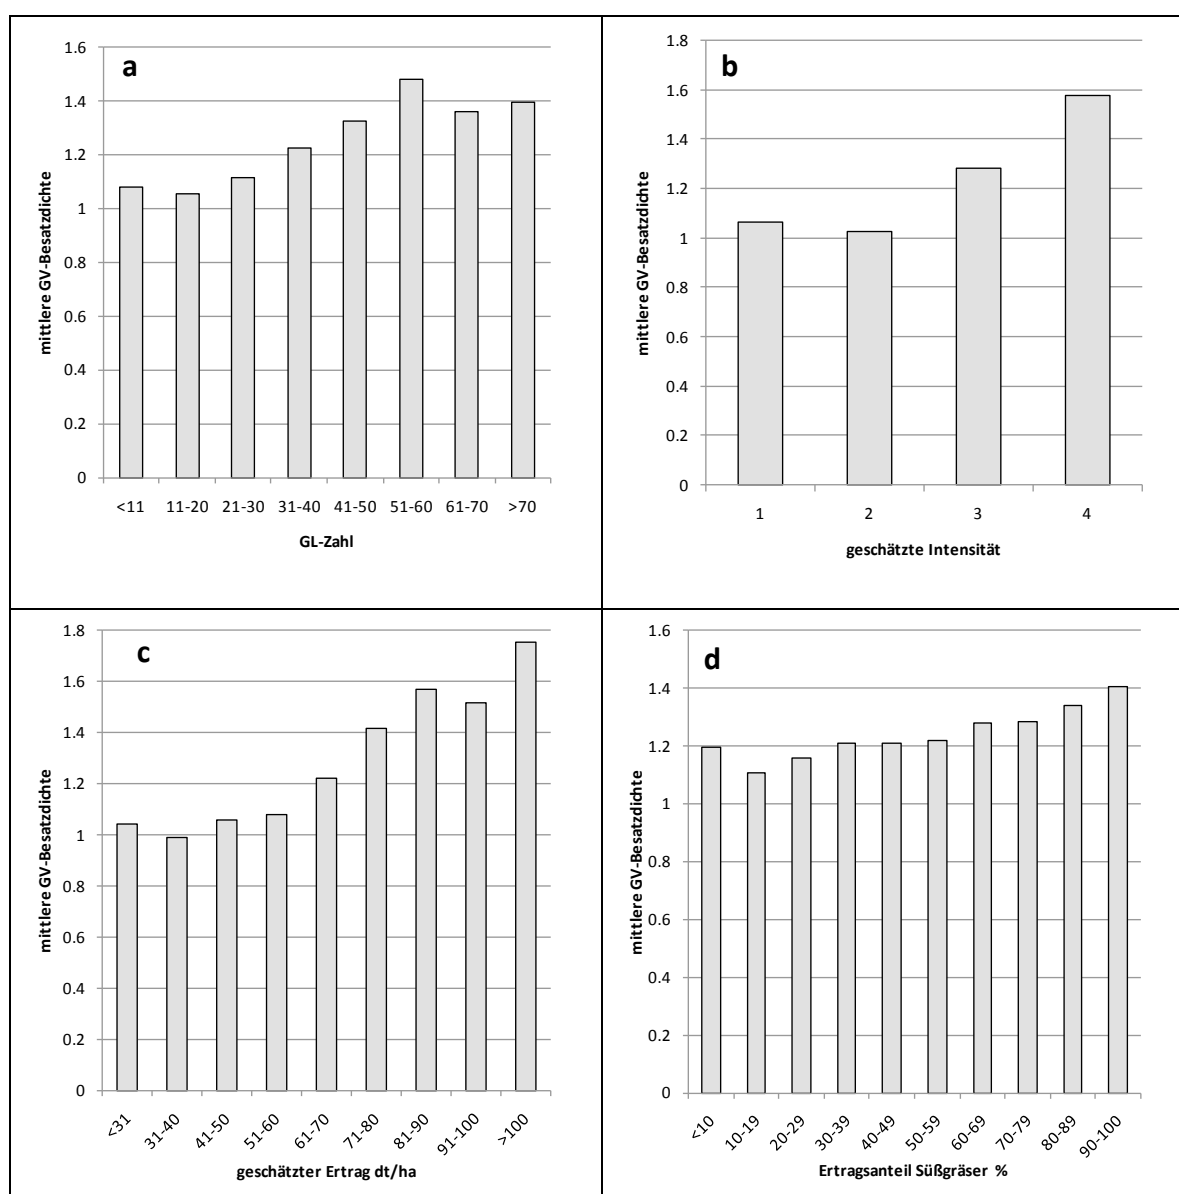 a
1.6
1.4
1.2
1
0.8
0.6
0.4
0.2
0
mittlere GV-Besatzdichte
<11 11-20 21-30 31-40 41-50 51-60 61-70 >70
GL-Zahl
b
1.8
1.6
1.4
1.2
1
0.8
0.6
0.4
0.2
0
mittlere GV-Besatzdichte
1 2 3 4
geschätzte Intensität
c
1.8
1.6
1.4
1.2
1
0.8
0.6
0.4
0.2
0
mittlere GV-Besatzdichte
<31 31-40 41-50 51-60 61-70 71-80 81-90 91-100 >100
geschätzter Ertrag dt/ha
d
1.6
1.4
1.2
1
0.8
0.6
0.4
0.2
0
mittlere GV-Besatzdichte
<10 10-19 20-29 30-39 40-49 50-59 60-69 70-79 80-89 90-100
Ertragsanteil Süßgräser %